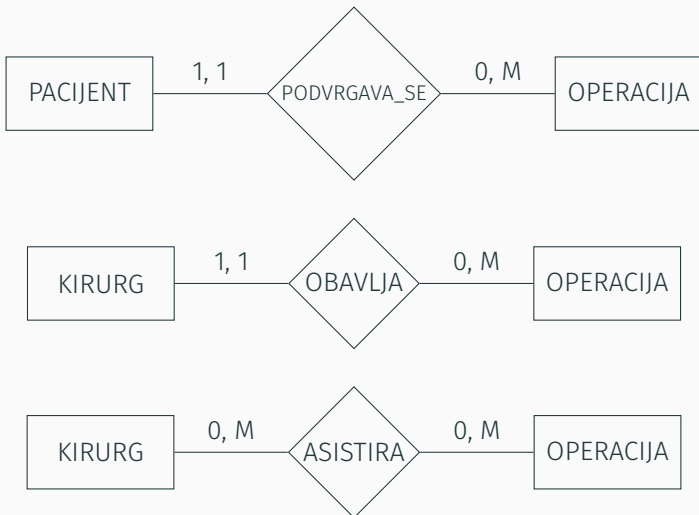 PACIJENT 1, 1 PODVRGAVA_SE 0, M OPERACIJA
KIRURG 1, 1 OBAVLJA 0, M OPERACIJA
KIRURG 0, M ASISTIRA 0, M OPERACIJA